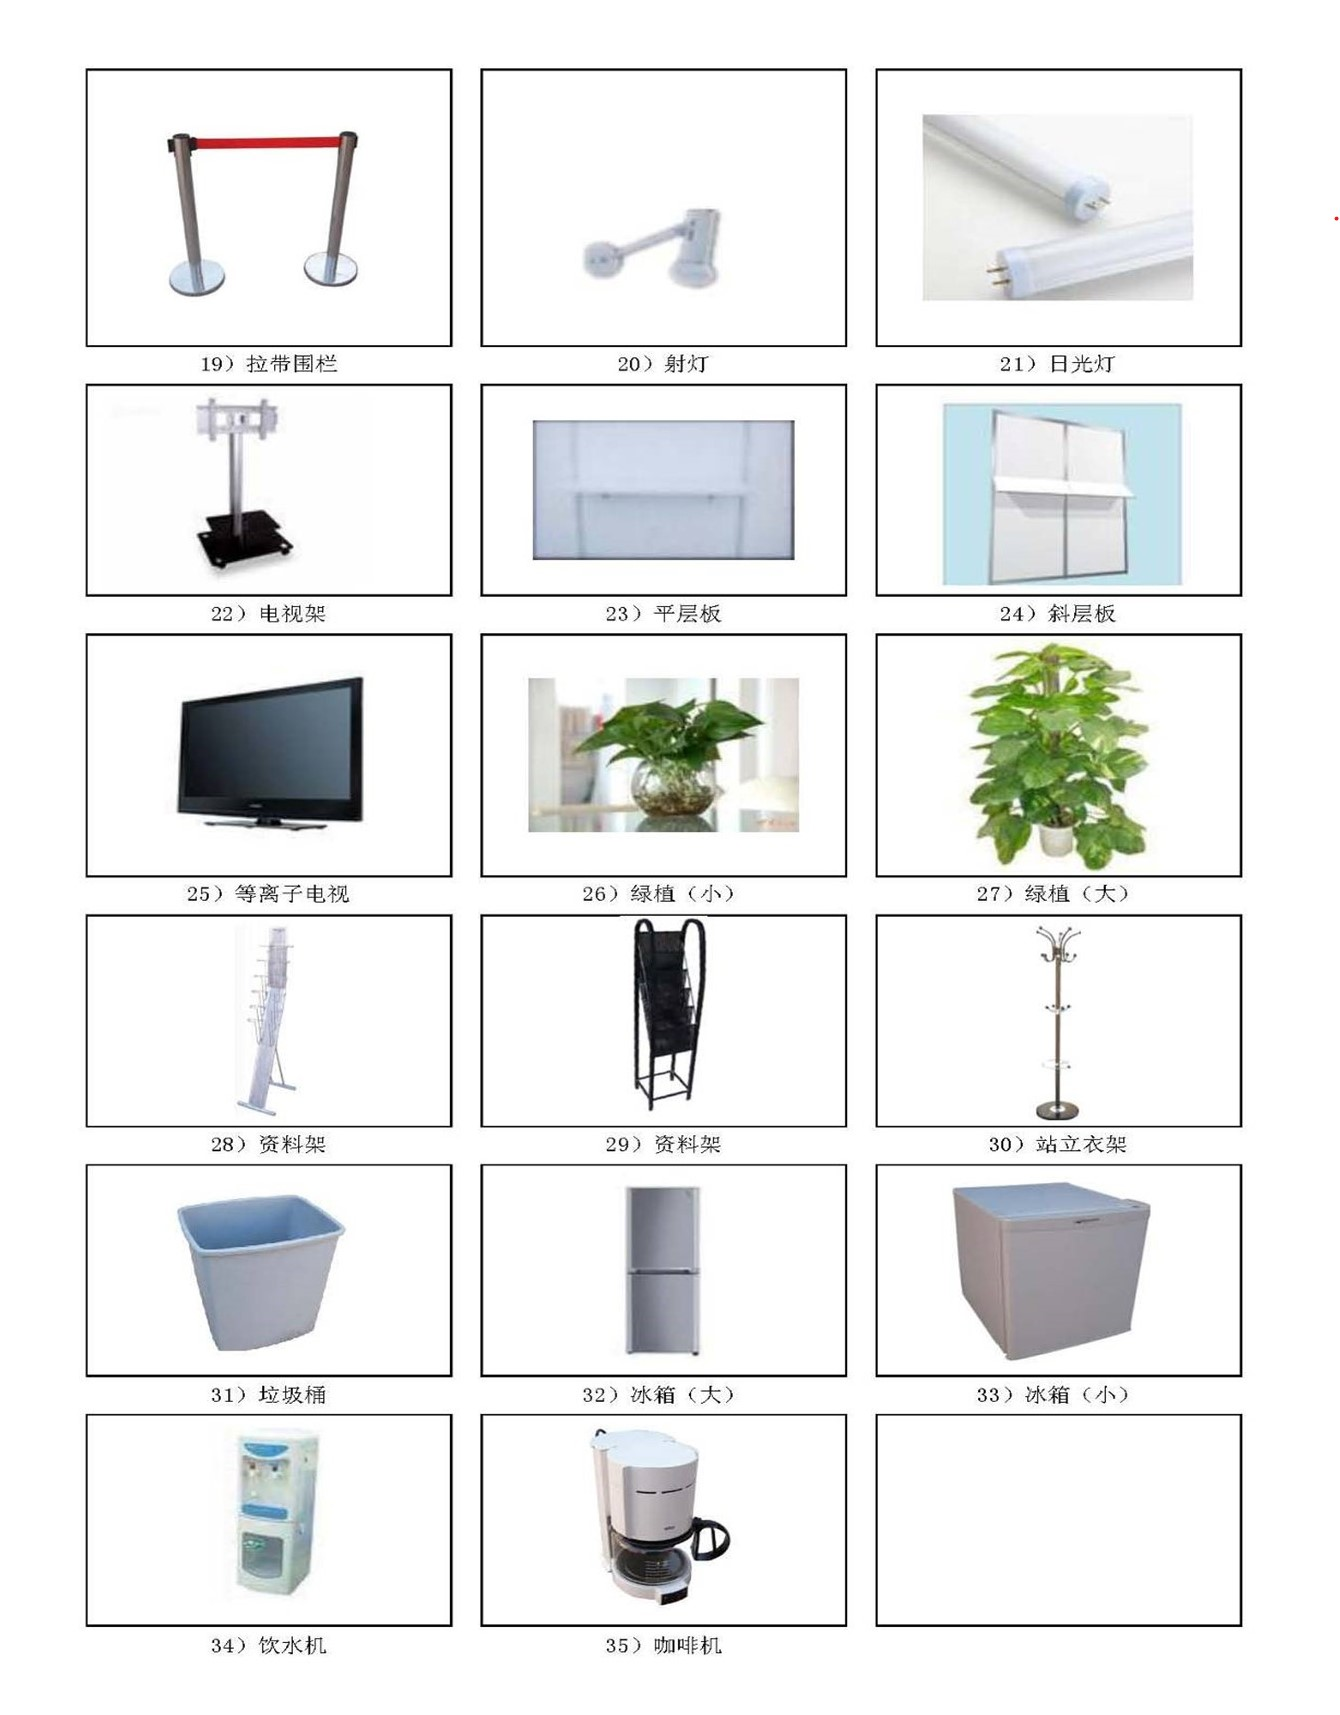 19）拉带围栏
20）射灯
21）日光灯
22）电视架
23）平层板
24）斜层板
25）等离子电视
26）绿植（小）
27）绿植（大）
28）资料架
29）资料架
30）站立衣架
31）垃圾桶
32）冰箱（大）
33）冰箱（小）
34）饮水机
35）咖啡机